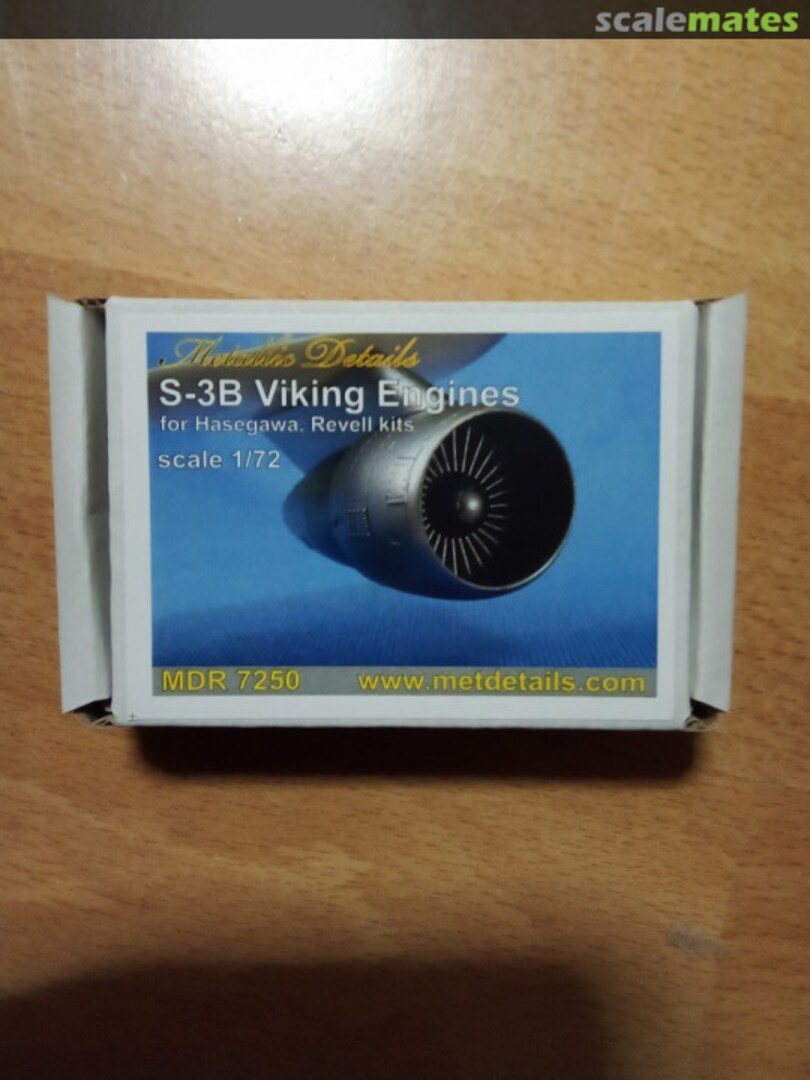 scalemates
Metallic Details
S-3B Viking Engines
for Hasegawa. Revell kits
scale 1/72
MDR 7250 www.metdetails.com